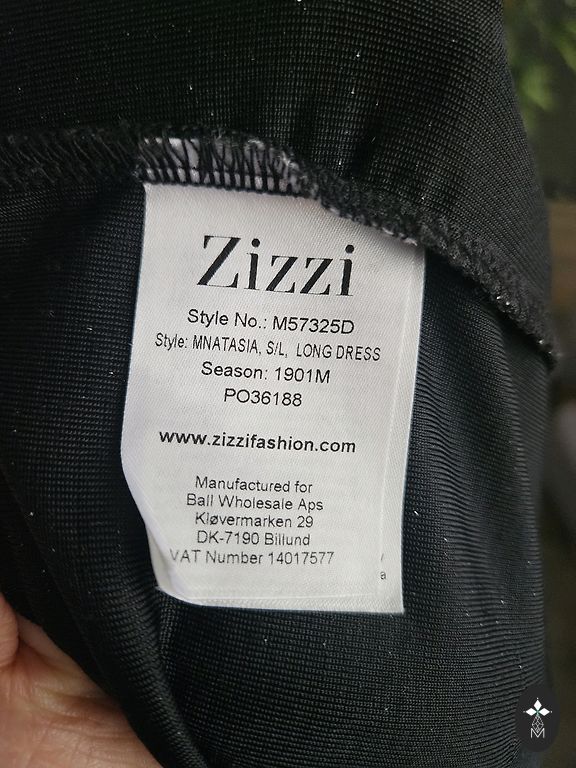 Zizzi
Style No.: M57325D
Style: MNATASIA, S/L, LONG DRESS
Season: 1901M
PO36188
www.zizzifashion.com
Manufactured for
Ball Wholesale Aps
Kløvermarken 29
DK-7190 Billund
VAT Number 14017577
a
M